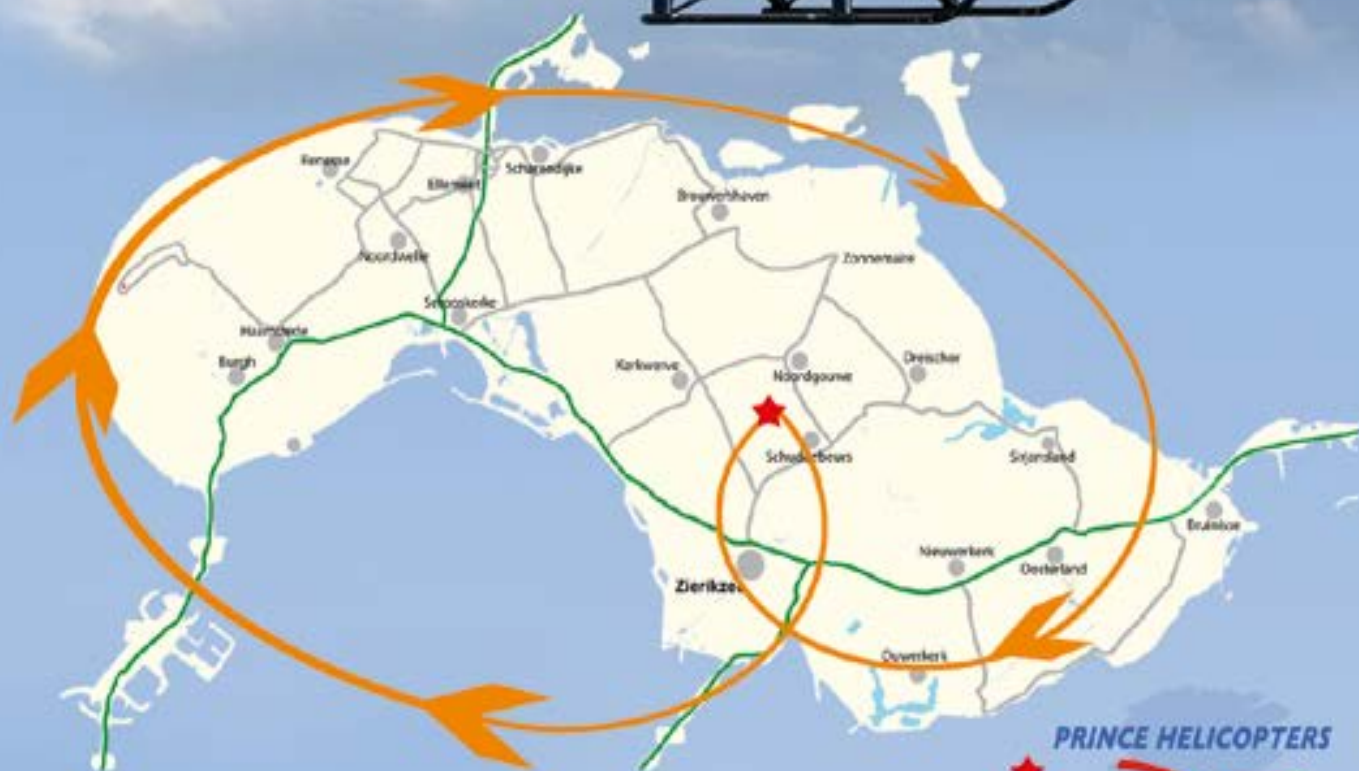 Renesse
Ellemeet
Scharendijke
Brouwershaven
Noordwelle
Zonnemaire
Serooskerke
Haamstede
Burgh
Kerkwerve
Noordgouwe
Dreischor
Schuddebeurs
Sirjansland
Bruinisse
Nieuwerkerk
Oosterland
Zierikzee
Ouwerkerk
PRINCE HELICOPTERS